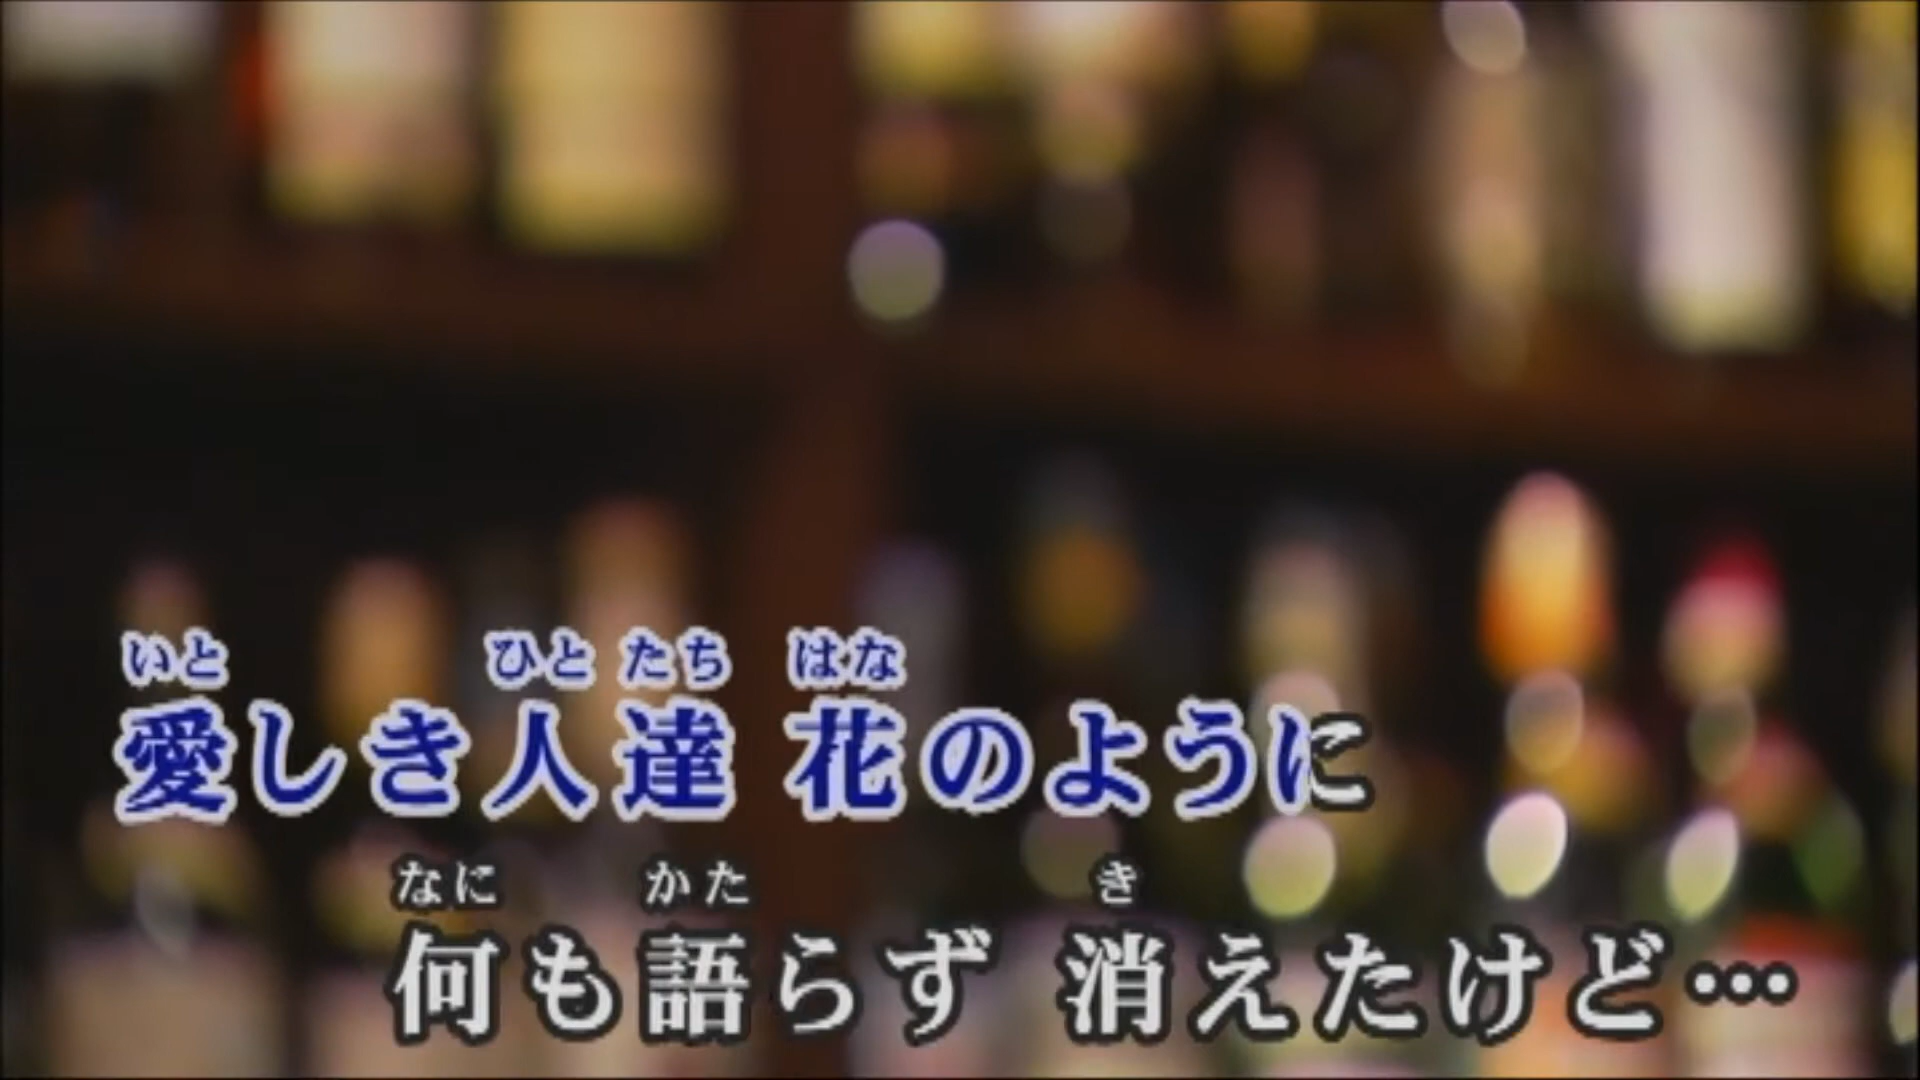 いと ひと たち はな
愛しき人達 花のように
なに かた き
何も語らず 消えたけど…